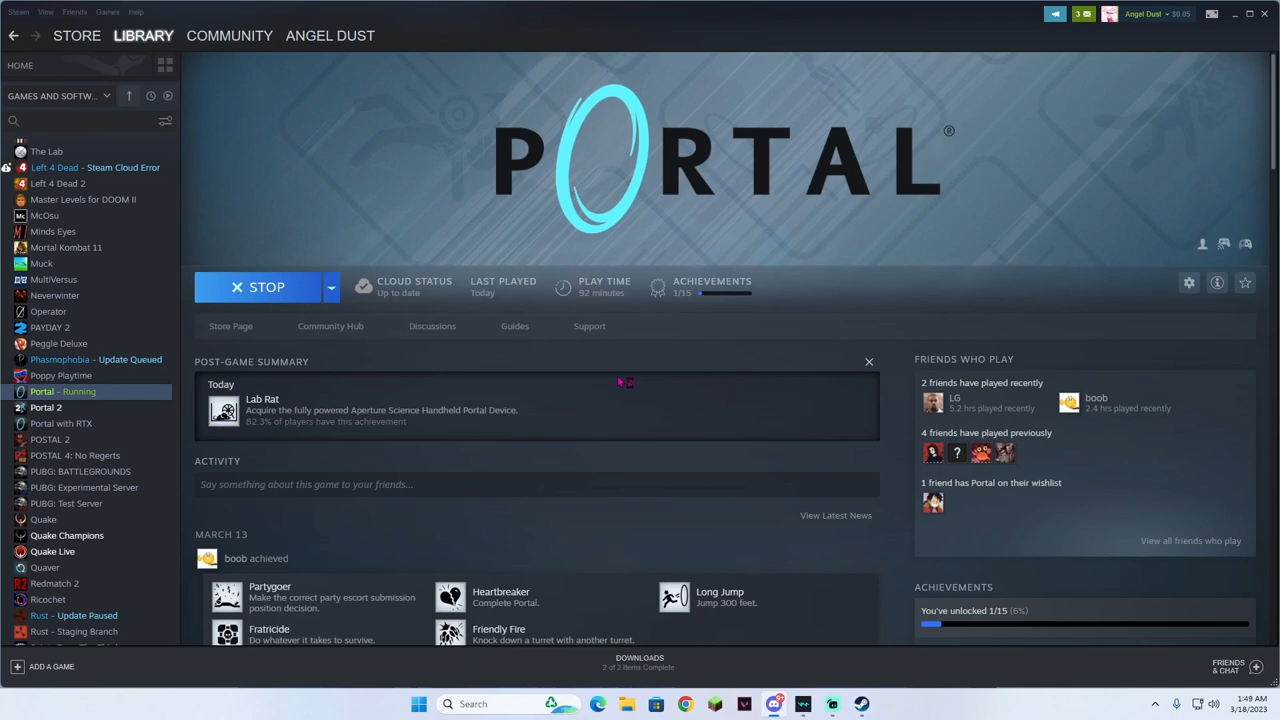 Steam View Friends Games Help
3 Angel Dust $0.85
STORE LIBRARY COMMUNITY ANGEL DUST
HOME
GAMES AND SOFTW...
The Lab
Left 4 Dead - Steam Cloud Error
Left 4 Dead 2
Master Levels for DOOM II
McOsu
Minds Eyes
Mortal Kombat 11
Muck
MultiVersus
Neverwinter
Operator
PAYDAY 2
Peggle Deluxe
Phasmophobia - Update Queued
Poppy Playtime
Portal - Running
Portal 2
Portal with RTX
POSTAL 2
POSTAL 4: No Regerts
PUBG: BATTLEGROUNDS
PUBG: Experimental Server
PUBG: Test Server
Quake
Quake Champions
Quake Live
Quaver
Redmatch 2
Ricochet
Rust - Update Paused
Rust - Staging Branch
PORTAL®
STOP
CLOUD STATUS
Up to date
LAST PLAYED
Today
PLAY TIME
92 minutes
ACHIEVEMENTS
1/15
Store Page Community Hub Discussions Guides Support
POST-GAME SUMMARY
Today
Lab Rat
Acquire the fully powered Aperture Science Handheld Portal Device.
82.3% of players have this achievement
ACTIVITY
Say something about this game to your friends...
View Latest News
MARCH 13
boob achieved
Partygoer
Make the correct party escort submission
position decision.
Heartbreaker
Complete Portal.
Long Jump
Jump 300 feet.
Fratricide
Do whatever it takes to survive.
Friendly Fire
Knock down a turret with another turret.
FRIENDS WHO PLAY
2 friends have played recently
LG
5.2 hrs played recently
boob
2.4 hrs played recently
4 friends have played previously
?
1 friend has Portal on their wishlist
View all friends who play
ACHIEVEMENTS
You've unlocked 1/15 (6%)
ADD A GAME
DOWNLOADS
2 of 2 Items Complete
FRIENDS
& CHAT
Search
9+
1:49 AM
3/18/2023